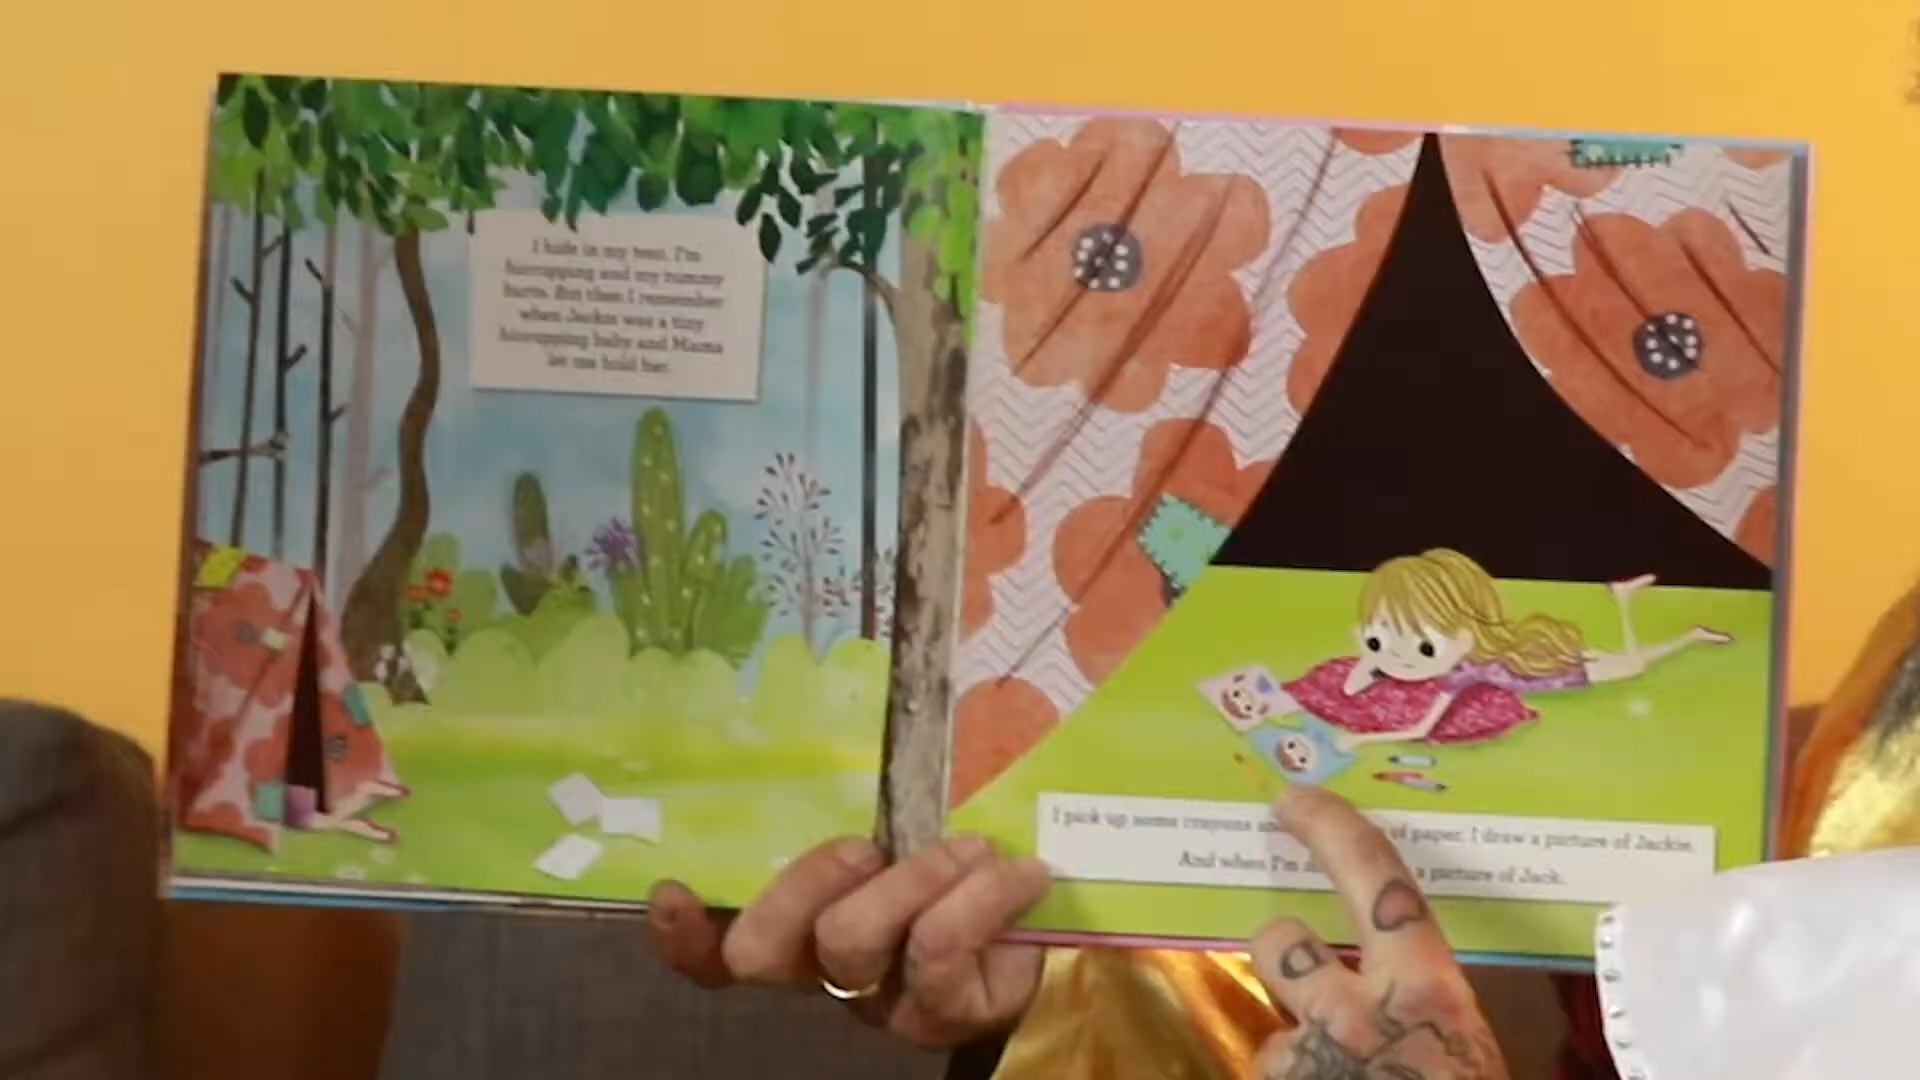 I hide in my tent. I'm
hiccupping and my tummy
hurts. But then I remember
when Jackie was a tiny
hiccupping baby and Mama
let me hold her.
I pick up some crayons and of paper. I draw a picture of Jackie.
And when I'm a picture of Jack.